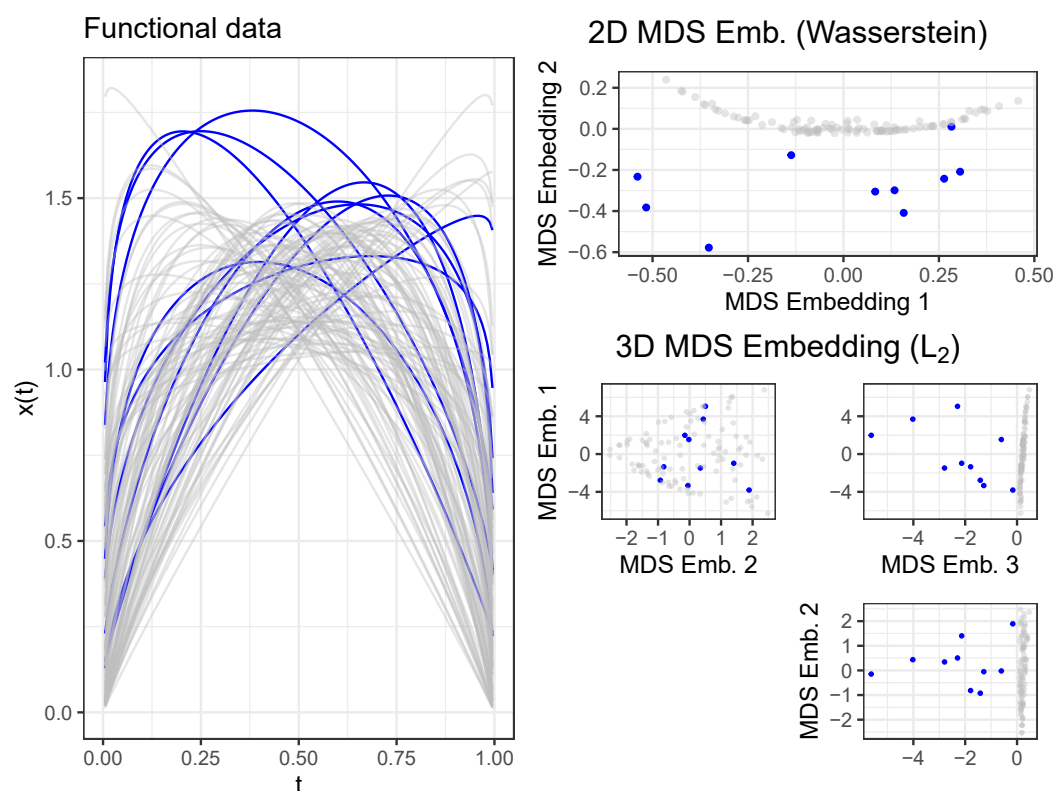 Functional data
1.5
1.0
0.5
0.0
x(t)
0.00 0.25 0.50 0.75 1.00
t
2D MDS Emb. (Wasserstein)
MDS Embedding 2
0.2
0.0
−0.2
−0.4
−0.6
−0.50 −0.25 0.00 0.25 0.50
MDS Embedding 1
3D MDS Embedding (L₂)
MDS Emb. 1
4
0
−4
−2 −1 0 1 2
MDS Emb. 2
4
0
−4
−4 −2 0
MDS Emb. 3
MDS Emb. 2
2
1
0
−1
−2
−4 −2 0